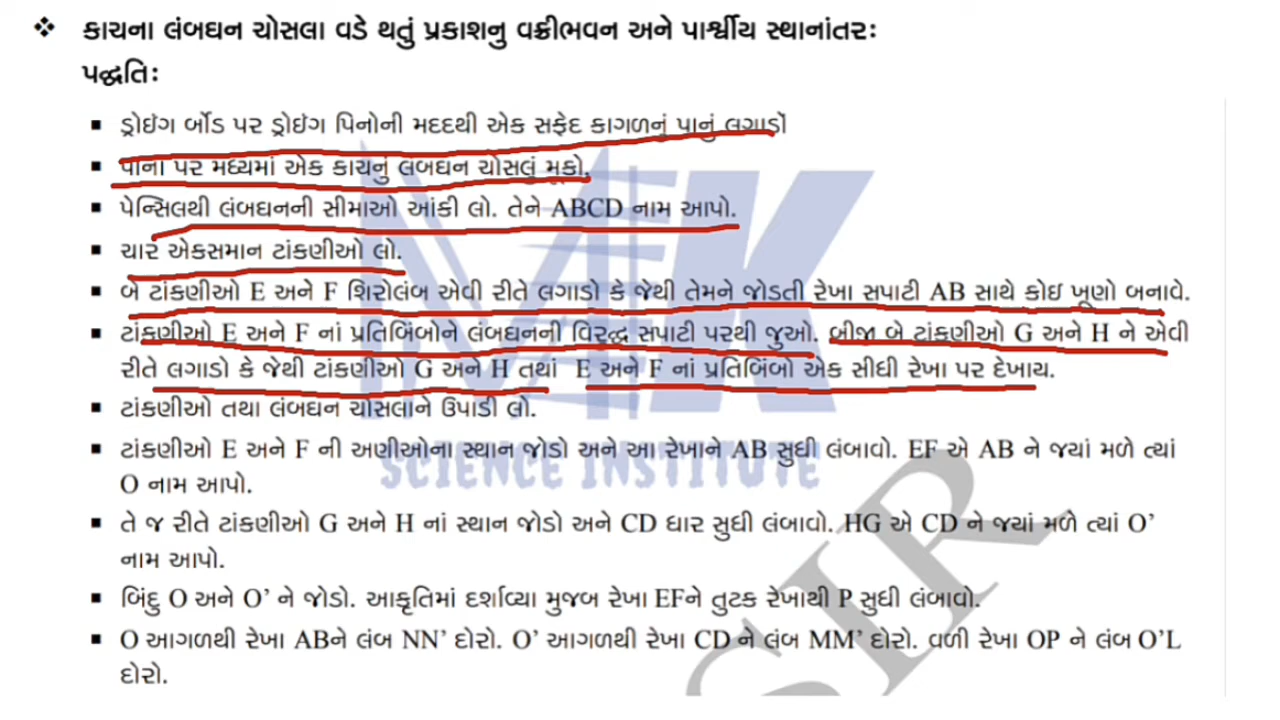 ❖ કાચના લંબઘન ચોસલા વડે થતું પ્રકાશનુ વક્રીભવન અને પાર્શ્વીય સ્થાનાંતરઃ
પદ્ધતિઃ
▪ ડ્રોઇંગ બોર્ડ પર ડ્રોઇંગ પિનોની મદદથી એક સફેદ કાગળનું પાનું લગાડો
▪ પાના પર મધ્યમાં એક કાચનું લંબઘન ચોસલું મૂકો.
▪ પેન્સિલથી લંબઘનની સીમાઓ આંકી લો. તેને ABCD નામ આપો.
▪ ચાર એકસમાન ટાંકણીઓ લો.
▪ બે ટાંકણીઓ E અને F શિરોલંબ એવી રીતે લગાડો કે જેથી તેમને જોડતી રેખા સપાટી AB સાથે કોઇ ખૂણો બનાવે.
▪ ટાંકણીઓ E અને F નાં પ્રતિબિંબોને લંબઘનની વિરુદ્ધ સપાટી પરથી જુઓ. બીજા બે ટાંકણીઓ G અને H ને એવી
રીતે લગાડો કે જેથી ટાંકણીઓ G અને H તથા E અને F નાં પ્રતિબિંબો એક સીધી રેખા પર દેખાય.
▪ ટાંકણીઓ તથા લંબઘન ચોસલાને ઉપાડી લો.
▪ ટાંકણીઓ E અને F ની અણીઓના સ્થાન જોડો અને આ રેખાને AB સુધી લંબાવો. EF એ AB ને જ્યાં મળે ત્યાં
O નામ આપો.
▪ તે જ રીતે ટાંકણીઓ G અને H નાં સ્થાન જોડો અને CD ધાર સુધી લંબાવો. HG એ CD ને જ્યાં મળે ત્યાં O’
નામ આપો.
▪ બિંદુ O અને O’ ને જોડો. આકૃતિમાં દર્શાવ્યા મુજબ રેખા EFને તુટક રેખાથી P સુધી લંબાવો.
▪ O આગળથી રેખા ABને લંબ NN’ દોરો. O’ આગળથી રેખા CD ને લંબ MM’ દોરો. વળી રેખા OP ને લંબ O’L
દોરો.
MK
SCIENCE INSTITUTE
SIR